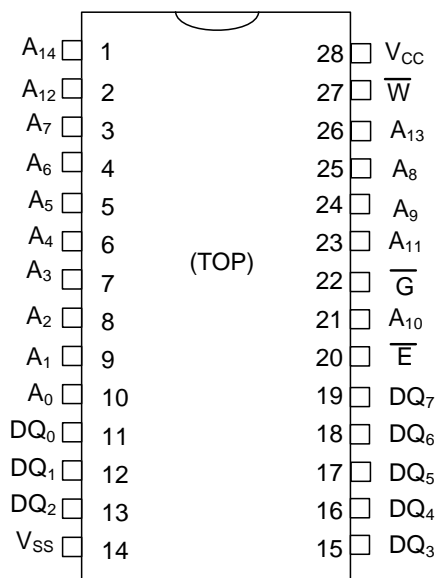 A14 1 28 VCC
A12 2 27 W̅
A7 3 26 A13
A6 4 25 A8
A5 5 24 A9
A4 6 23 A11
(TOP)
A3 7 22 G̅
A2 8 21 A10
A1 9 20 E̅
A0 10 19 DQ7
DQ0 11 18 DQ6
DQ1 12 17 DQ5
DQ2 13 16 DQ4
VSS 14 15 DQ3